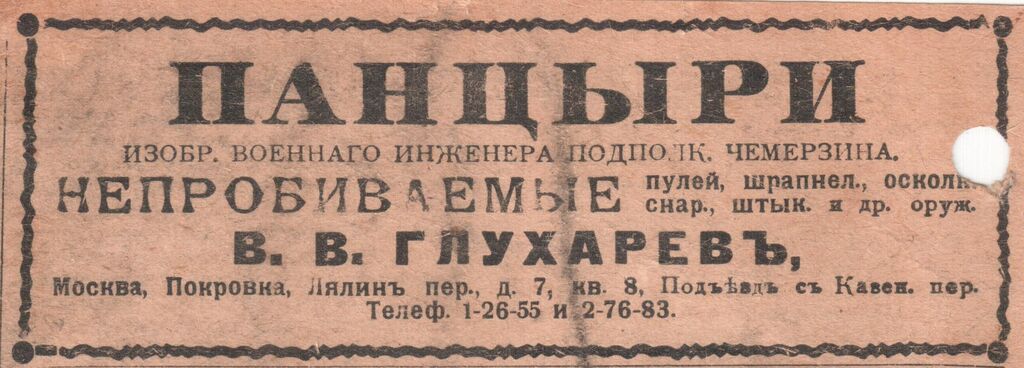 ПАНЦЫРИ
ИЗОБР. ВОЕННАГО ИНЖЕНЕРА ПОДПОЛК. ЧЕМЕРЗИНА.
НЕПРОБИВАЕМЫЕ пулей, шрапнел., осколк.
снар., штык. и др. оруж.
В. В. ГЛУХАРЕВЪ,
Москва, Покровка, Лялинъ пер., д. 7, кв. 8, Подъѣздъ съ Кавен. пер.
Телеф. 1-26-55 и 2-76-83.